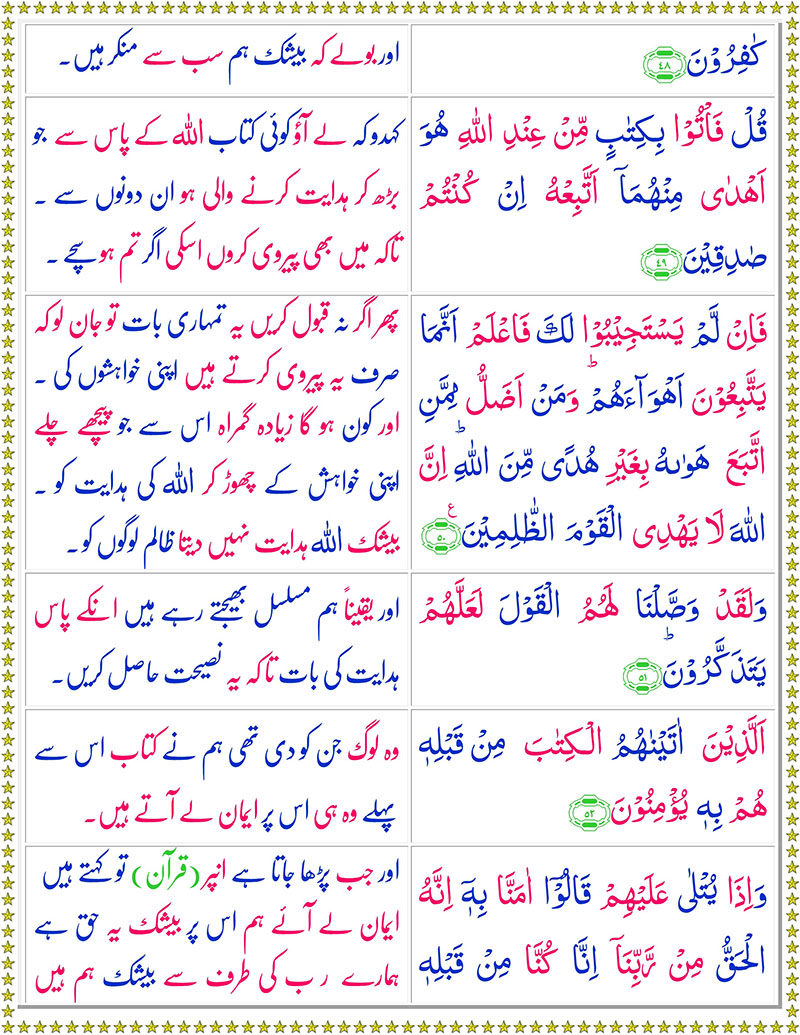 كٰفِرُوْنَ ﴿٤٨﴾
اور بولے کہ بیشک ہم سب سے منکر ہیں۔
قُلْ فَاْتُوْا بِكِتٰبٍ مِّنْ عِنْدِ اللّٰهِ هُوَ
اَهْدٰى مِنْهُمَاۤ اَتَّبِعْهُ اِنْ كُنْتُمْ
صٰدِقِيْنَ ﴿٤٩﴾
کہدو کہ لے آؤ کوئی کتاب اللہ کے پاس سے جو
بڑھ کر ہدایت کرنے والی ہو ان دونوں سے ۔
تاکہ میں بھی پیروی کروں اسکی اگر تم ہو سچے ۔
فَاِنْ لَّمْ يَسْتَجِيْبُوْا لَكَ فَاعْلَمْ اَنَّمَا
يَتَّبِعُوْنَ اَهْوَآءَهُمْ ؕ وَمَنْ اَضَلُّ مِمَّنِ
اتَّبَعَ هَوٰٮهُ بِغَيْرِ هُدًى مِّنَ اللّٰهِ ؕ اِنَّ
اللّٰهَ لَا يَهْدِى الْقَوْمَ الظّٰلِمِيْنَ ﴿٥٠﴾ ع
پھر اگر نہ قبول کریں یہ تمہاری بات تو جان لو کہ
صرف یہ پیروی کرتے ہیں اپنی خواہشوں کی ۔
اور کون ہو گا زیادہ گمراہ اس سے جو پیچھے چلے
اپنی خواہش کے چھوڑ کر اللہ کی ہدایت کو ۔
بیشک اللہ ہدایت نہیں دیتا ظالم لوگوں کو ۔
وَلَقَدْ وَصَّلْنَا لَهُمُ الْقَوْلَ لَعَلَّهُمْ
يَتَذَكَّرُوْنَ ؕ ﴿٥١﴾
اور یقیناً ہم مسلسل بھیجتے رہے ہیں انکے پاس
ہدایت کی بات تاکہ یہ نصیحت حاصل کریں۔
اَلَّذِيْنَ اٰتَيْنٰهُمُ الْـكِتٰبَ مِنْ قَبْلِهٖ
هُمْ بِهٖ يُؤْمِنُوْنَ ﴿٥٢﴾
وہ لوگ جن کو دی تھی ہم نے کتاب اس سے
پہلے وہ ہی اس پر ایمان لے آتے ہیں۔
وَاِذَا يُتْلٰى عَلَيْهِمْ قَالُوْۤا اٰمَنَّا بِهٖۤ اِنَّهُ
الْحَقُّ مِنْ رَّبِّنَاۤ اِنَّا كُنَّا مِنْ قَبْلِهٖ
اور جب پڑھا جاتا ہے انپر (قرآن) تو کہتے ہیں
ایمان لے آئے ہم اس پر بیشک یہ حق ہے
ہمارے رب کی طرف سے بیشک ہم ہیں